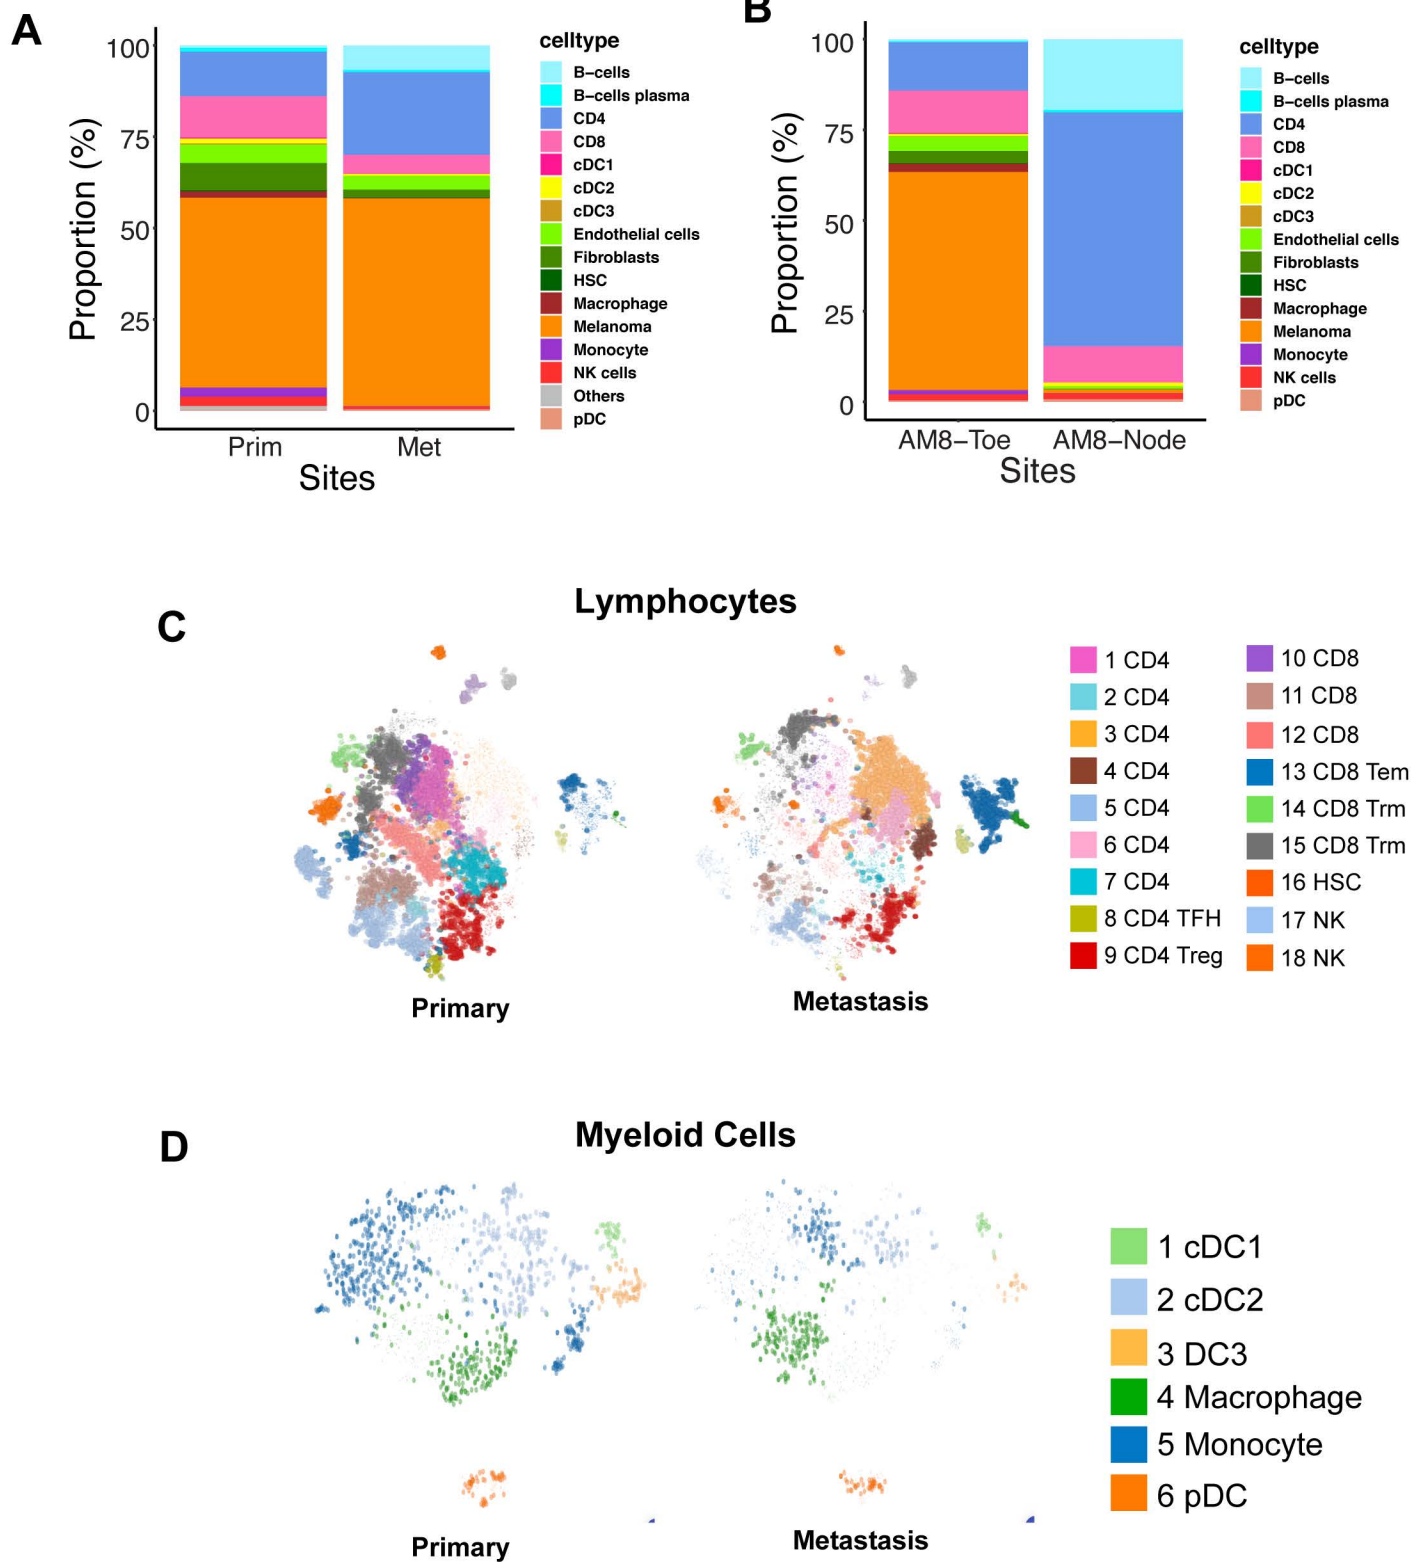 A
100
75
50
25
0
Proportion (%)
Prim
Met
Sites
celltype
B−cells
B−cells plasma
CD4
CD8
cDC1
cDC2
cDC3
Endothelial cells
Fibroblasts
HSC
Macrophage
Melanoma
Monocyte
NK cells
Others
pDC
B
100
75
50
25
0
Proportion (%)
AM8−Toe
AM8−Node
Sites
celltype
B−cells
B−cells plasma
CD4
CD8
cDC1
cDC2
cDC3
Endothelial cells
Fibroblasts
HSC
Macrophage
Melanoma
Monocyte
NK cells
pDC
Lymphocytes
C
Primary
Metastasis
1 CD4
2 CD4
3 CD4
4 CD4
5 CD4
6 CD4
7 CD4
8 CD4 TFH
9 CD4 Treg
10 CD8
11 CD8
12 CD8
13 CD8 Tem
14 CD8 Trm
15 CD8 Trm
16 HSC
17 NK
18 NK
Myeloid Cells
D
Primary
Metastasis
1 cDC1
2 cDC2
3 DC3
4 Macrophage
5 Monocyte
6 pDC